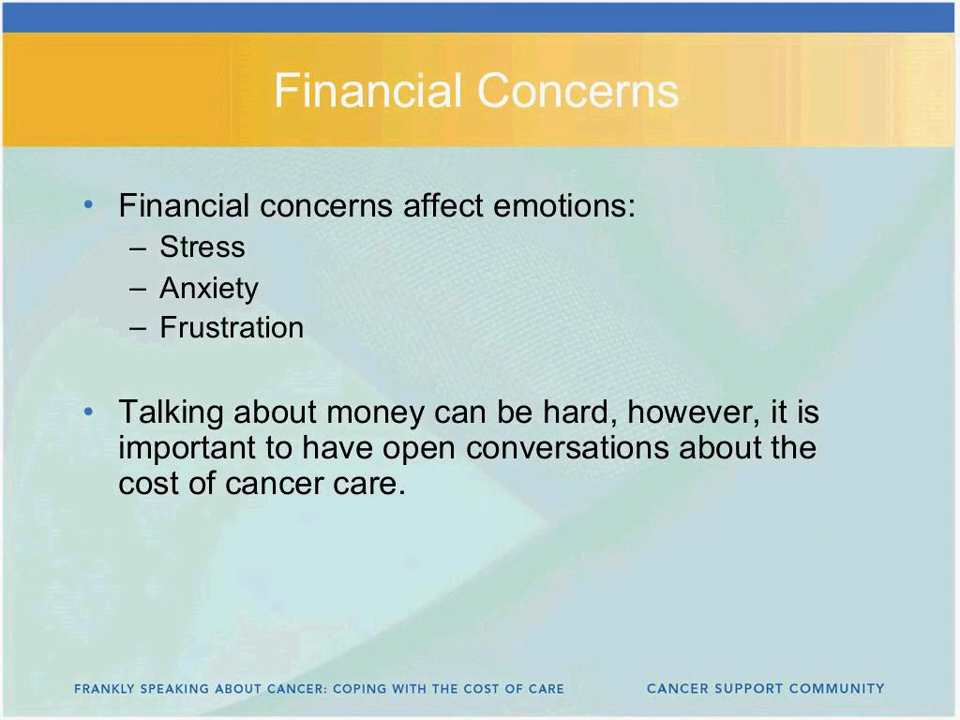 Financial Concerns
• Financial concerns affect emotions:
– Stress
– Anxiety
– Frustration
• Talking about money can be hard, however, it is
important to have open conversations about the
cost of cancer care.
FRANKLY SPEAKING ABOUT CANCER: COPING WITH THE COST OF CARE
CANCER SUPPORT COMMUNITY